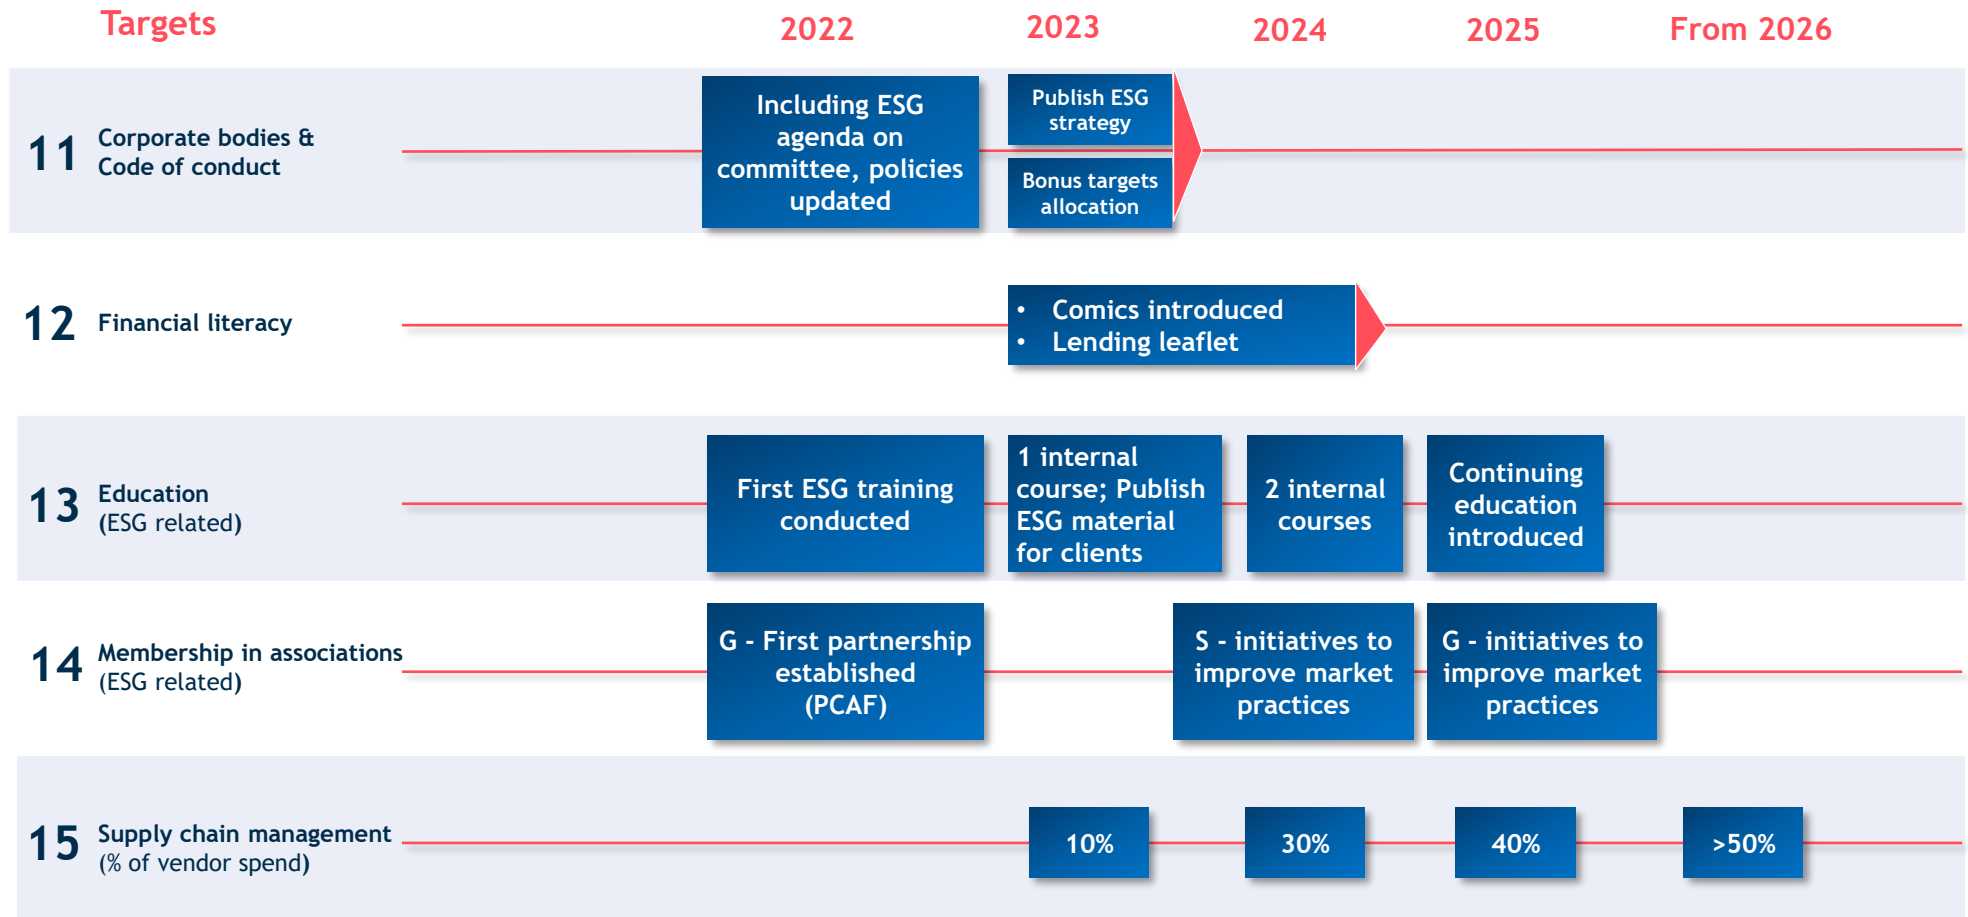 Targets
2022
2023
2024
2025
From 2026
11
Corporate bodies &
Code of conduct
Including ESG
agenda on
committee, policies
updated
Publish ESG
strategy
Bonus targets
allocation
12
Financial literacy
• Comics introduced
• Lending leaflet
13
Education
(ESG related)
First ESG training
conducted
1 internal
course; Publish
ESG material
for clients
2 internal
courses
Continuing
education
introduced
14
Membership in associations
(ESG related)
G - First partnership
established
(PCAF)
S - initiatives to
improve market
practices
G - initiatives to
improve market
practices
15
Supply chain management
(% of vendor spend)
10%
30%
40%
>50%